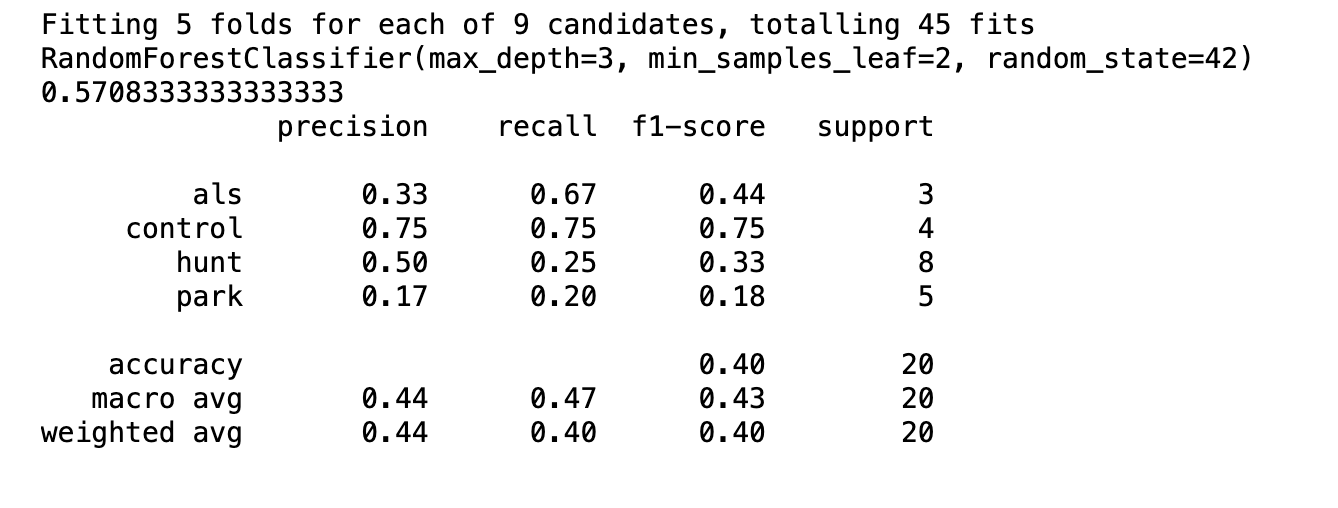 Fitting 5 folds for each of 9 candidates, totalling 45 fits
RandomForestClassifier(max_depth=3, min_samples_leaf=2, random_state=42)
0.5708333333333333
precision recall f1-score support
als 0.33 0.67 0.44 3
control 0.75 0.75 0.75 4
hunt 0.50 0.25 0.33 8
park 0.17 0.20 0.18 5
accuracy 0.40 20
macro avg 0.44 0.47 0.43 20
weighted avg 0.44 0.40 0.40 20